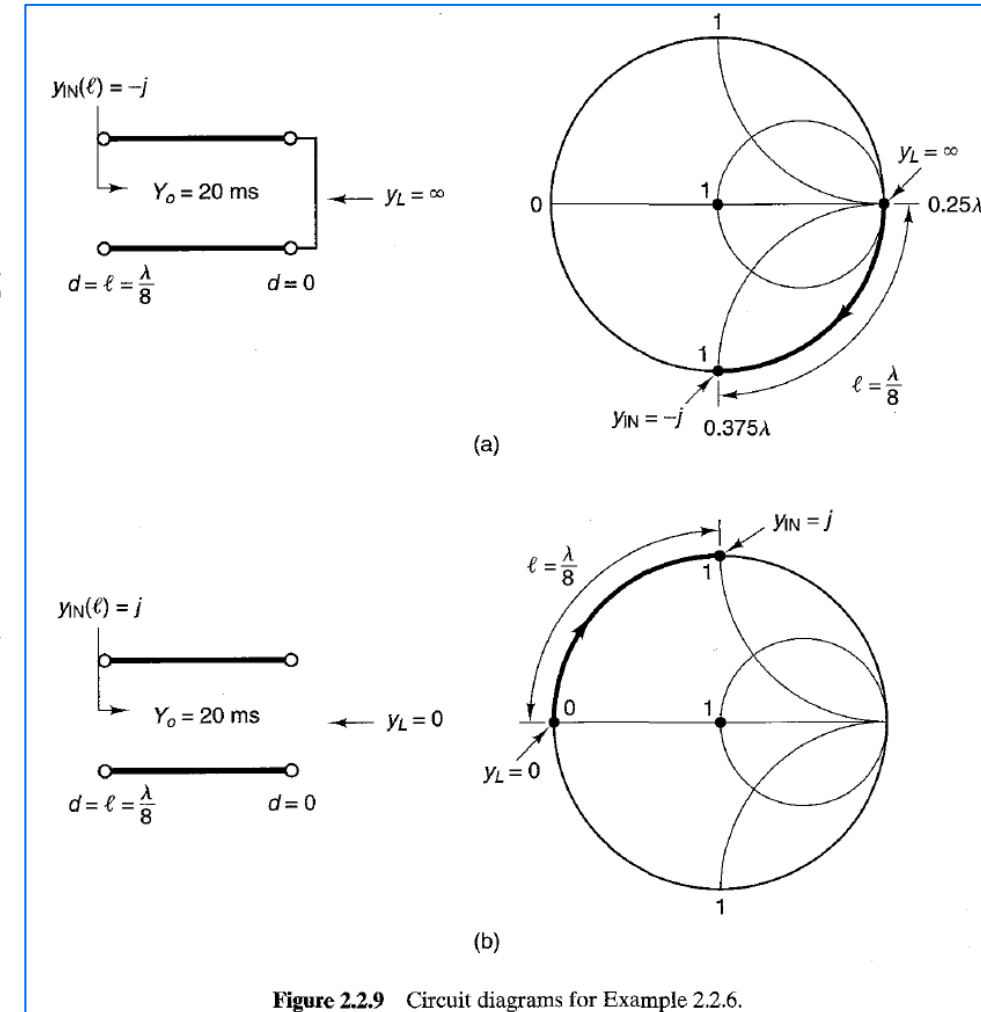 1
y_IN(ℓ) = –j
y_L = ∞
Y_o = 20 ms
y_L = ∞
0
1
0.25λ
d = ℓ = λ/8
d = 0
1
ℓ = λ/8
y_IN = –j
0.375λ
(a)
y_IN = j
ℓ = λ/8
1
y_IN(ℓ) = j
Y_o = 20 ms
y_L = 0
0
1
y_L = 0
d = ℓ = λ/8
d = 0
1
(b)
Figure 2.2.9 Circuit diagrams for Example 2.2.6.